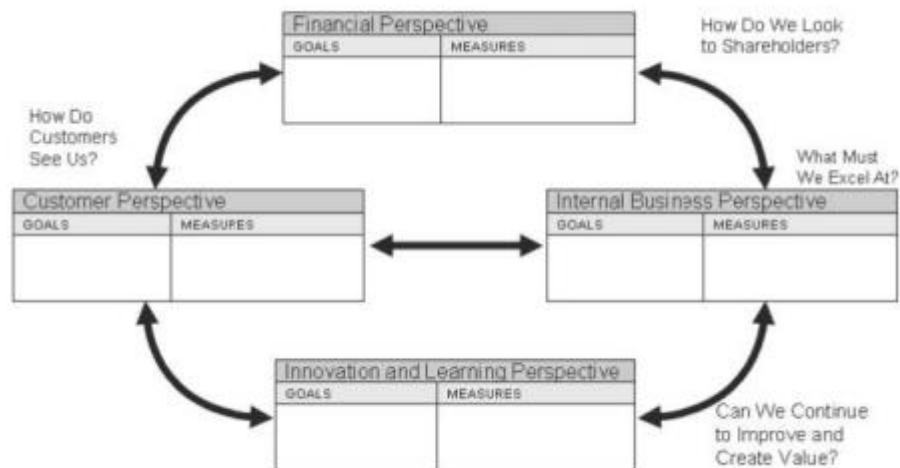 Financial Perspective
GOALS MEASURES
How Do We Look
to Shareholders?
How Do
Customers
See Us?
What Must
We Excel At?
Customer Perspective
GOALS MEASURES
Internal Business Perspective
GOALS MEASURES
Innovation and Learning Perspective
GOALS MEASURES
Can We Continue
to Improve and
Create Value?